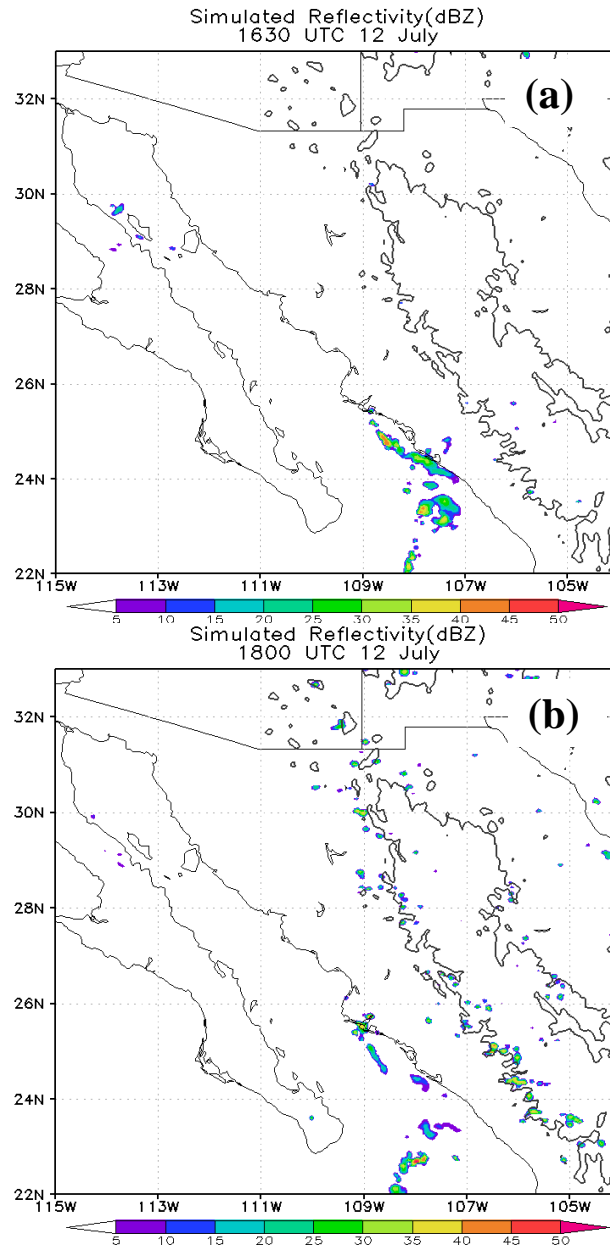 Simulated Reflectivity(dBZ)
1630 UTC 12 July
(a)
32N
30N
28N
26N
24N
22N
115W 113W 111W 109W 107W 105W
5 10 15 20 25 30 35 40 45 50
Simulated Reflectivity(dBZ)
1800 UTC 12 July
(b)
32N
30N
28N
26N
24N
22N
115W 113W 111W 109W 107W 105W
5 10 15 20 25 30 35 40 45 50